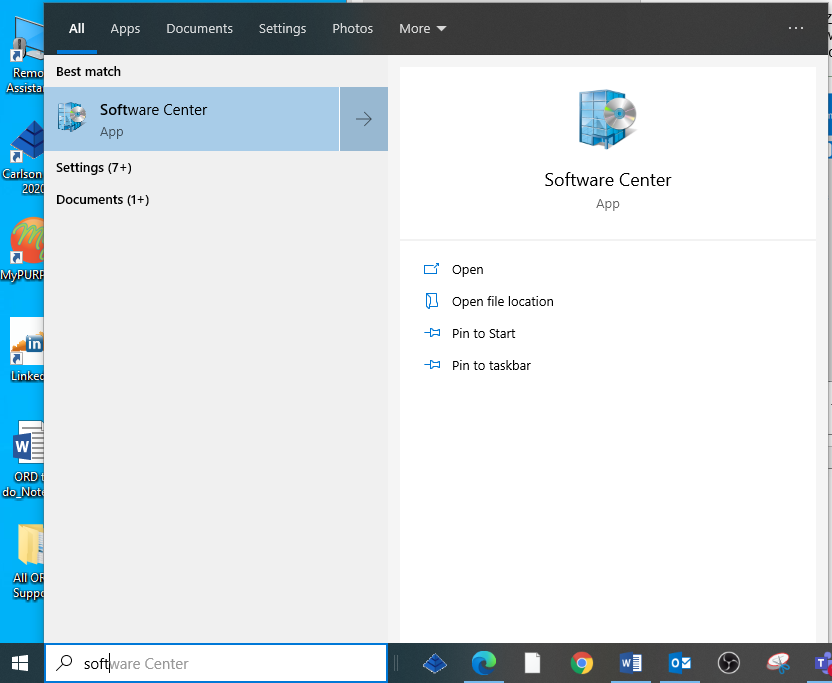 All
Apps
Documents
Settings
Photos
More
...
Best match
Software Center
App
Settings (7+)
Documents (1+)
Software Center
App
Open
Open file location
Pin to Start
Pin to taskbar
Remo
Assistan
Carlson
2020
MyPURP
in
Linked
W
ORD t
do_Note
All OR
Suppo
software Center
W
O
T